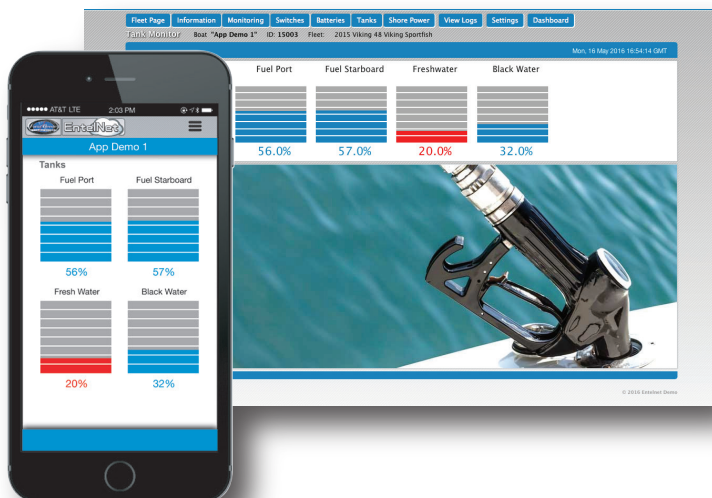 Fleet Page Information Monitoring Switches Batteries Tanks Shore Power View Logs Settings Dashboard
Tank Monitor Boat "App Demo 1" ID: 15003 Fleet: 2015 Viking 48 Viking Sportfish
Mon, 16 May 2016 16:54:14 GMT
Fuel Port Fuel Starboard Freshwater Black Water
56.0% 57.0% 20.0% 32.0%
© 2016 Entelnet Demo
AT&T LTE 2:03 PM
EntelNet
App Demo 1
Tanks
Fuel Port Fuel Starboard
56% 57%
Fresh Water Black Water
20% 32%